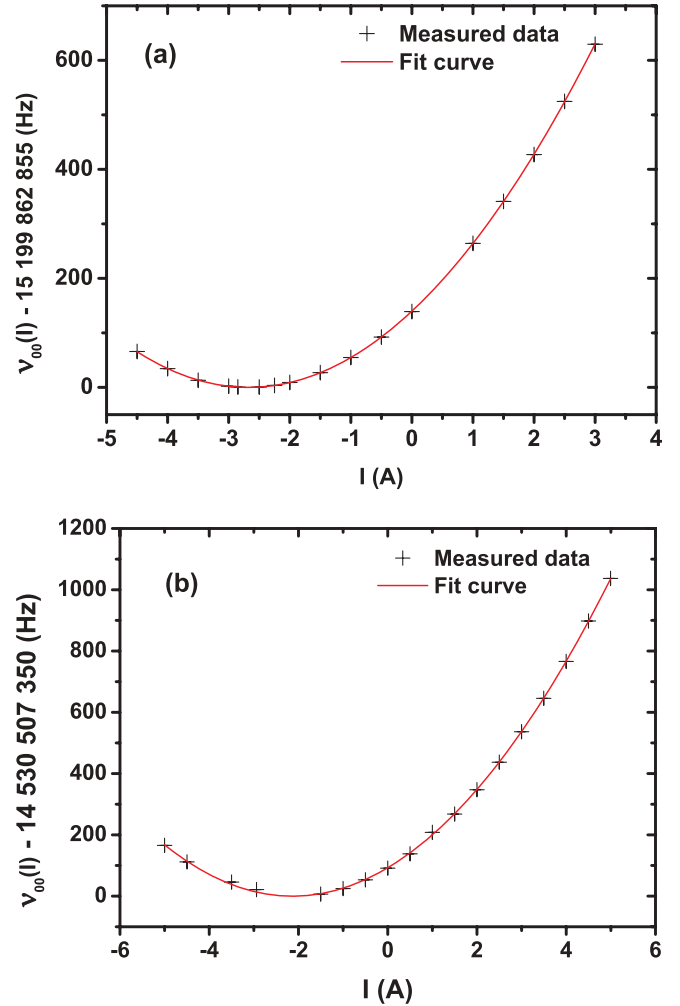 (a)
Measured data
Fit curve
600
400
200
0
ν00(I) - 15 199 862 855 (Hz)
-5 -4 -3 -2 -1 0 1 2 3 4
I (A)
(b)
Measured data
Fit curve
1200
1000
800
600
400
200
0
ν00(I) - 14 530 507 350 (Hz)
-6 -4 -2 0 2 4 6
I (A)